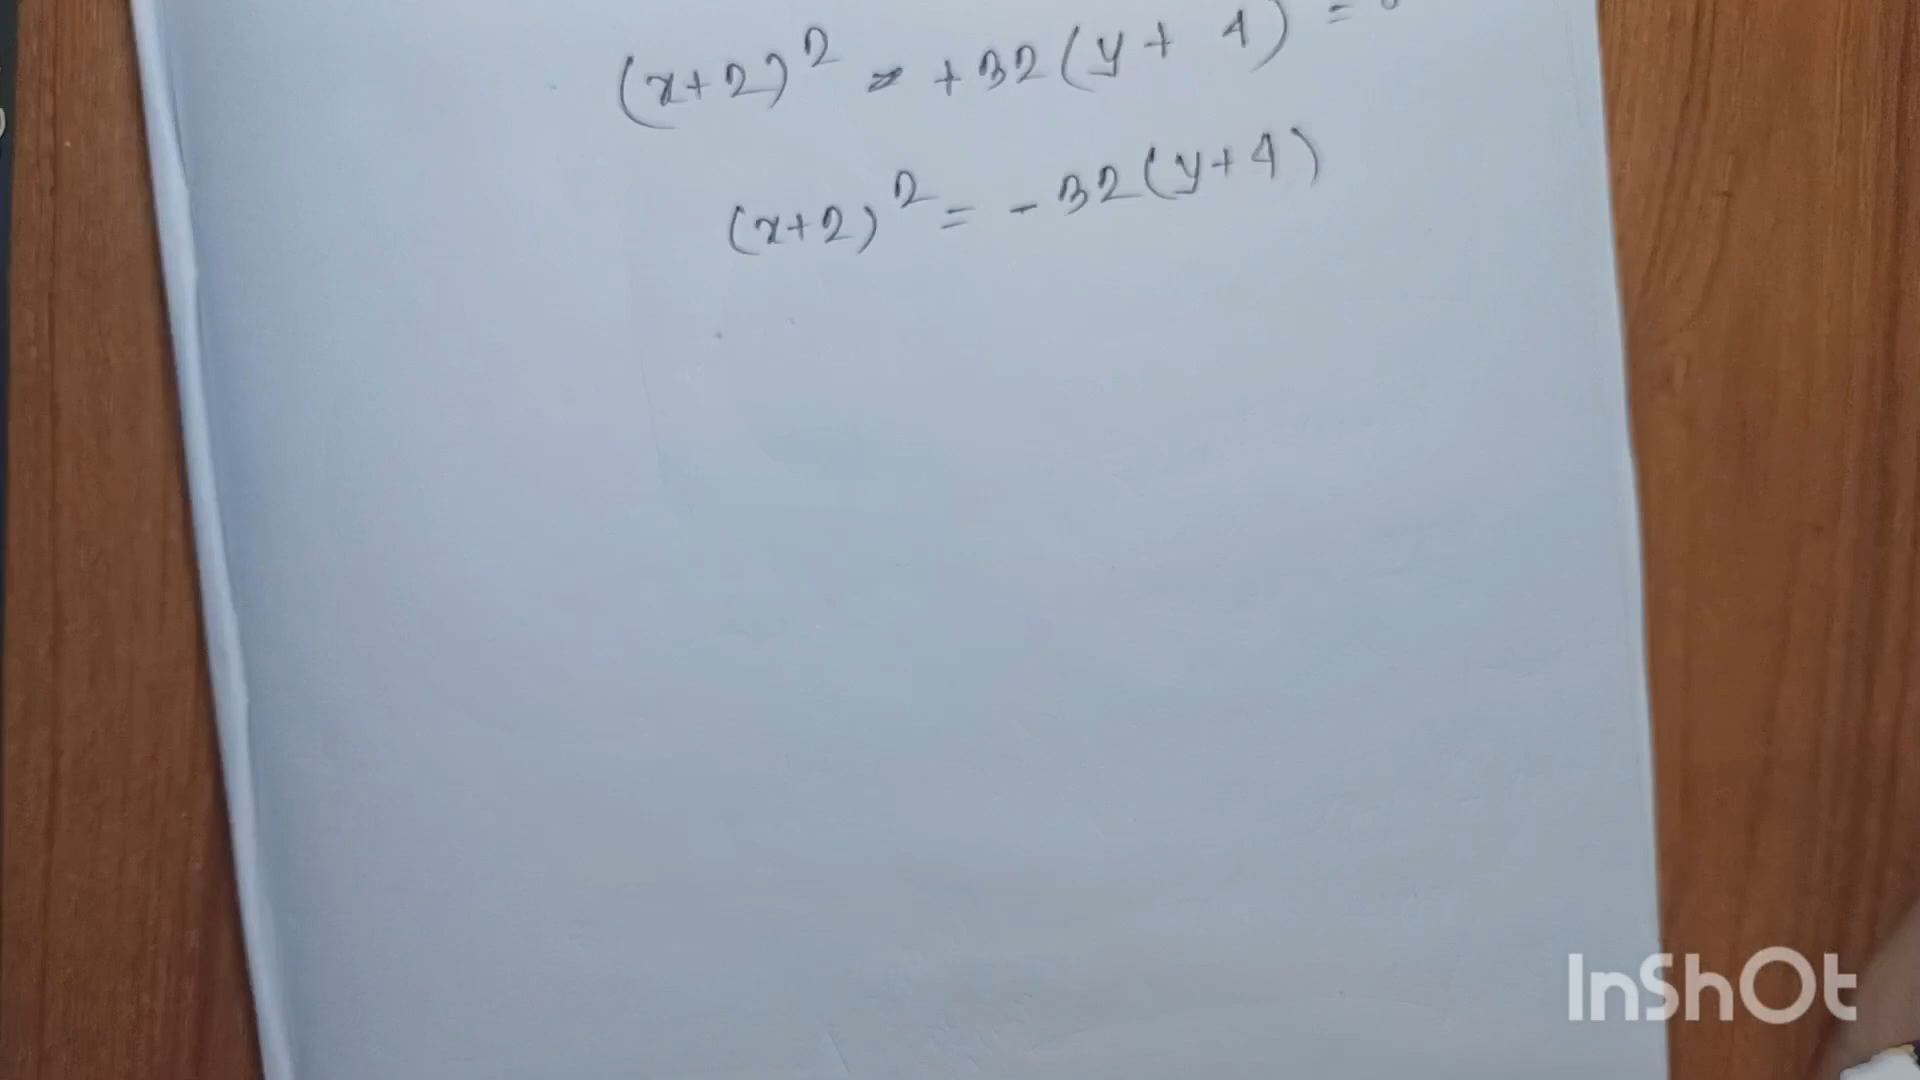 (x+2)² +32(y+4) =
(x+2)² = -32(y+4)
InShOt